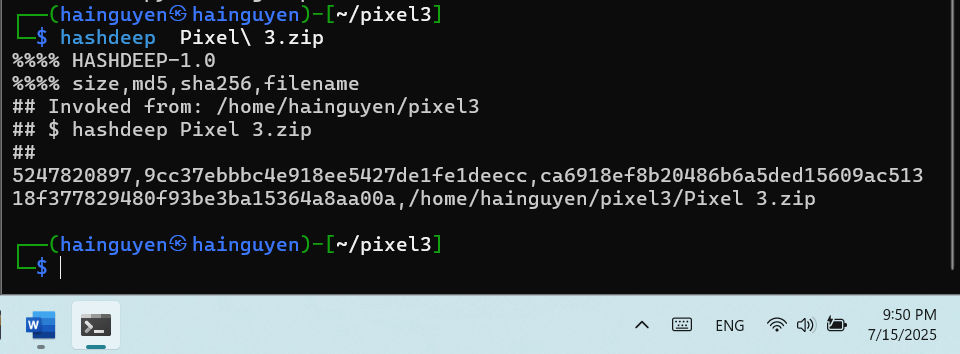 ┌──(hainguyen㉿hainguyen)-[~/pixel3]
└─$ hashdeep  Pixel\ 3.zip
%%%% HASHDEEP-1.0
%%%% size,md5,sha256,filename
## Invoked from: /home/hainguyen/pixel3
## $ hashdeep Pixel 3.zip
##
5247820897,9cc37ebbbc4e918ee5427de1fe1deecc,ca6918ef8b20486b6a5ded15609ac513
18f377829480f93be3ba15364a8aa00a,/home/hainguyen/pixel3/Pixel 3.zip
┌──(hainguyen㉿hainguyen)-[~/pixel3]
└─$
W
ENG
9:50 PM
7/15/2025